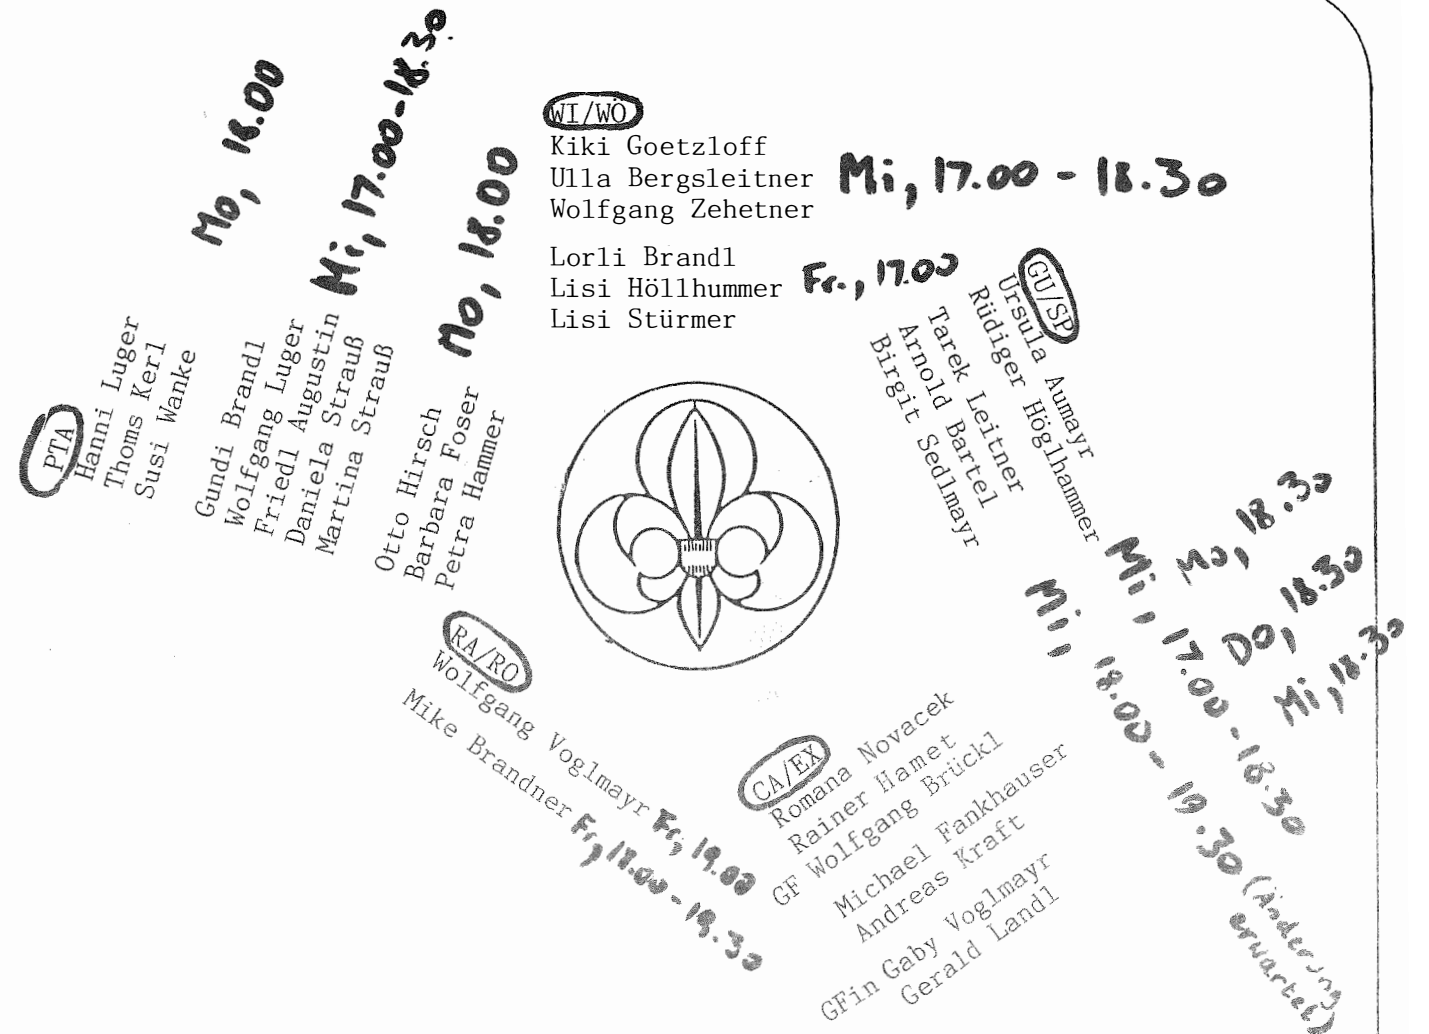 WI/WÖ
Kiki Goetzloff
Ulla Bergsleitner
Wolfgang Zehetner
Mi, 17.00 - 18.30
Lorli Brandl
Lisi Höllhummer
Lisi Stürmer
Fr., 17.00
GU/SP
Ursula Aumayr
Rüdiger Höglhammer
Mi, 17.00 - 18.30
Tarek Leitner
Arnold Bartel
Birgit Sedlmayr
Mi, 18.00 - 19.30 (Änderung
erwartet)
CA/EX
Romana Novacek
Rainer Hamet
GF Wolfgang Brückl
Mo, 18.30
Michael Fankhauser
Andreas Kraft
Do, 18.30
GFin Gaby Voglmayr
Gerald Landl
Mi, 18.30
RA/RO
Wolfgang Voglmayr Fr, 19.00
Mike Brandner Fr, 18.00 - 19.30
PTA
Hanni Luger
Thoms Kerl
Susi Wanke
Mo, 18.00
Gundi Brandl
Wolfgang Luger
Friedl Augustin
Daniela Strauß
Martina Strauß
Mi, 17.00-18.30.
Otto Hirsch
Barbara Foser
Petra Hammer
Mo, 18.00